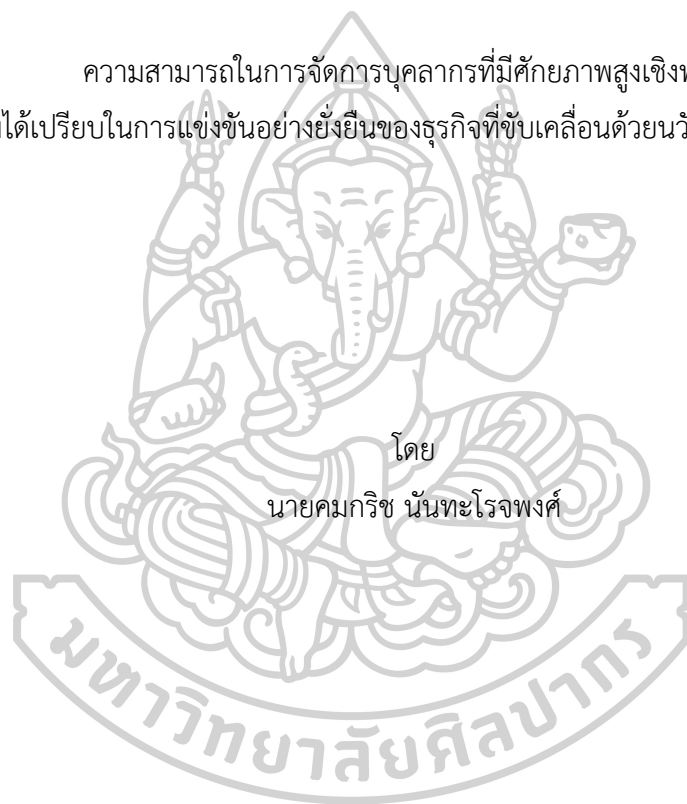 ความสามารถในการจัดการบุคลากรที่มีศักยภาพสูงเชิง
ได้เปรียบในการแข่งขันอย่างยั่งยืนของธุรกิจที่ขับเคลื่อนด้วย
โดย
นายคมกริช นันทะโรจพงศ์
มหาวิทยาลัยศิลปากร